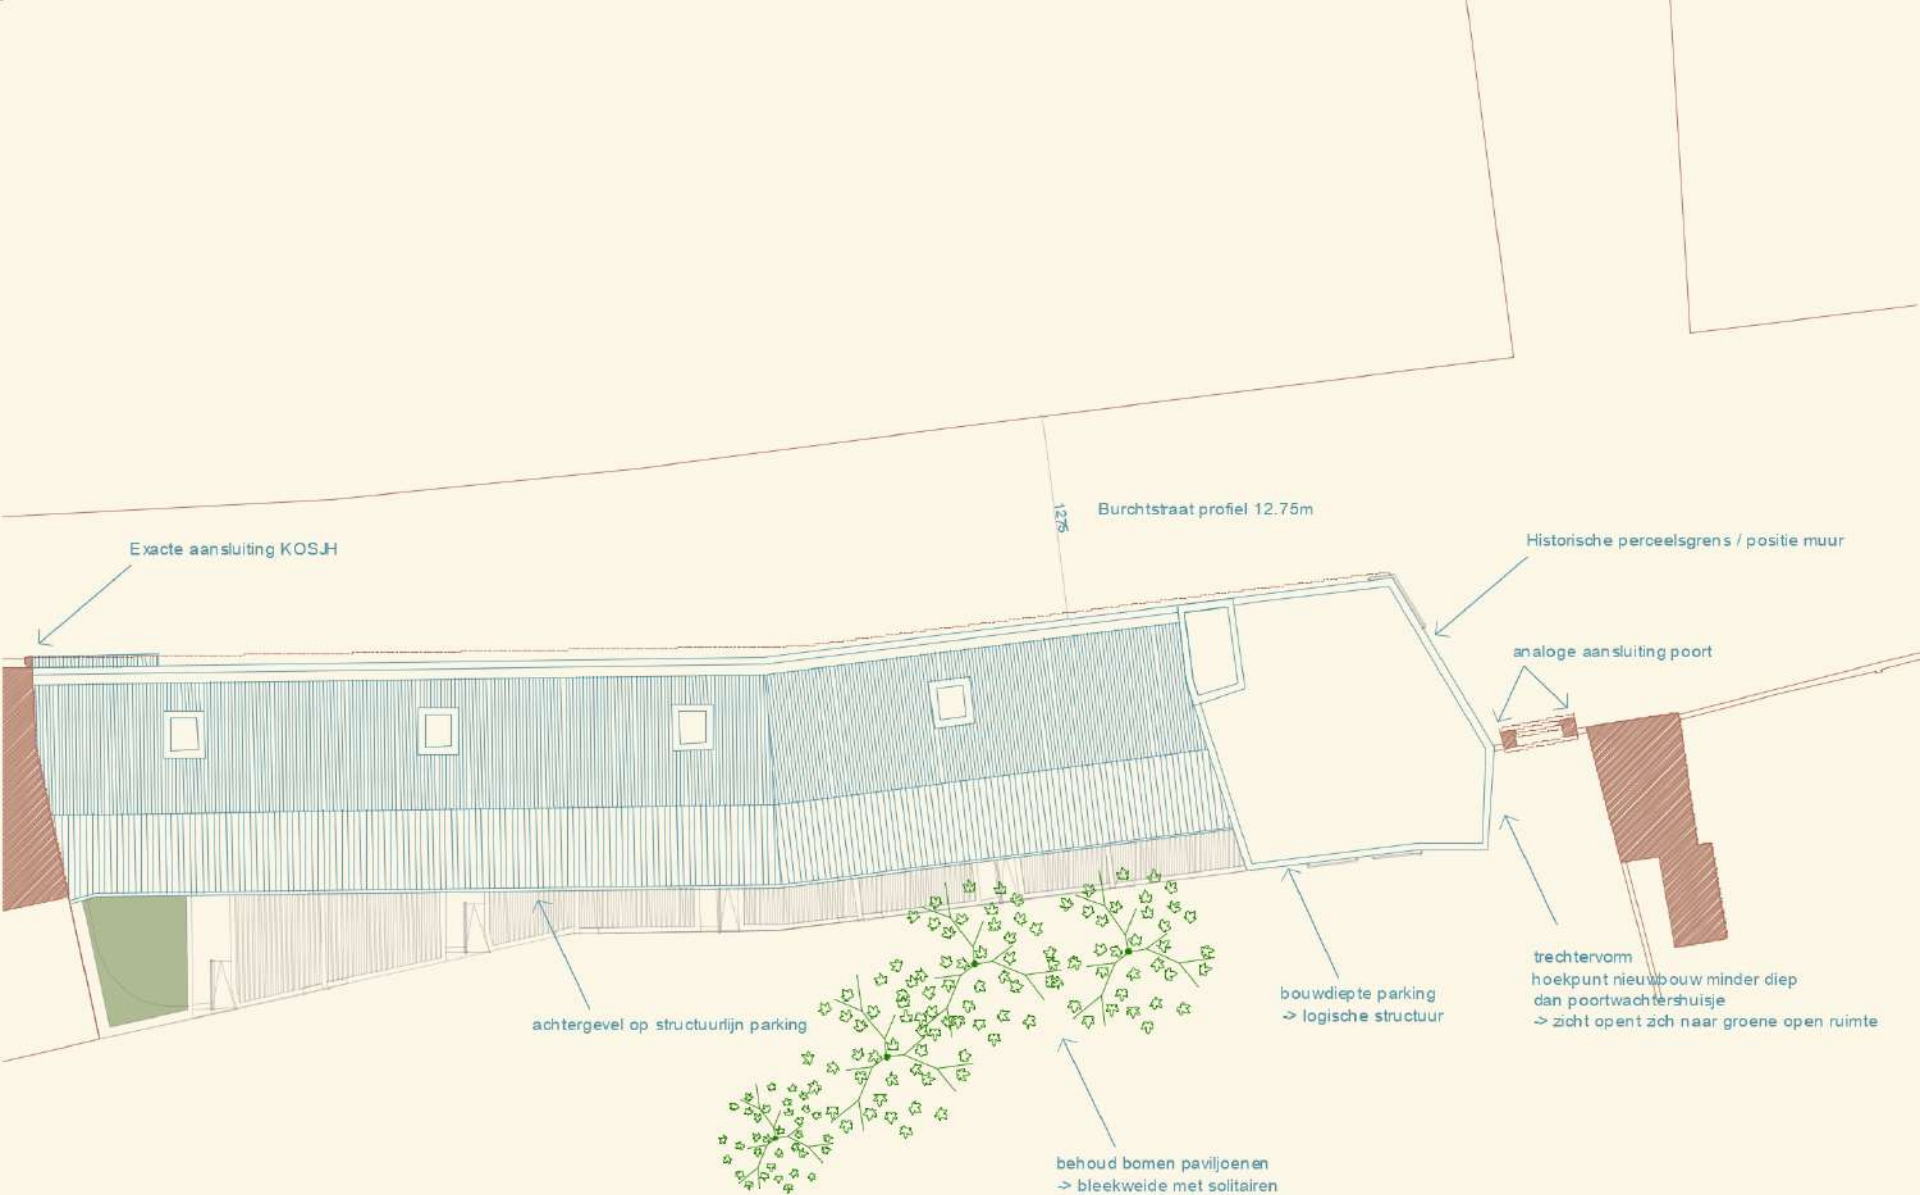 Burchtstraat profiel 12.75m
1275
Exacte aansluiting KOSJH
Historische perceelsgrens / positie muur
analoge aansluiting poort
trechtervorm
hoekpunt nieuwbouw minder diep
dan poortwachtershuisje
-> zicht opent zich naar groene open ruimte
bouwdiepte parking
-> logische structuur
achtergevel op structuurlijn parking
behoud bomen paviljoenen
-> bleekweide met solitairen